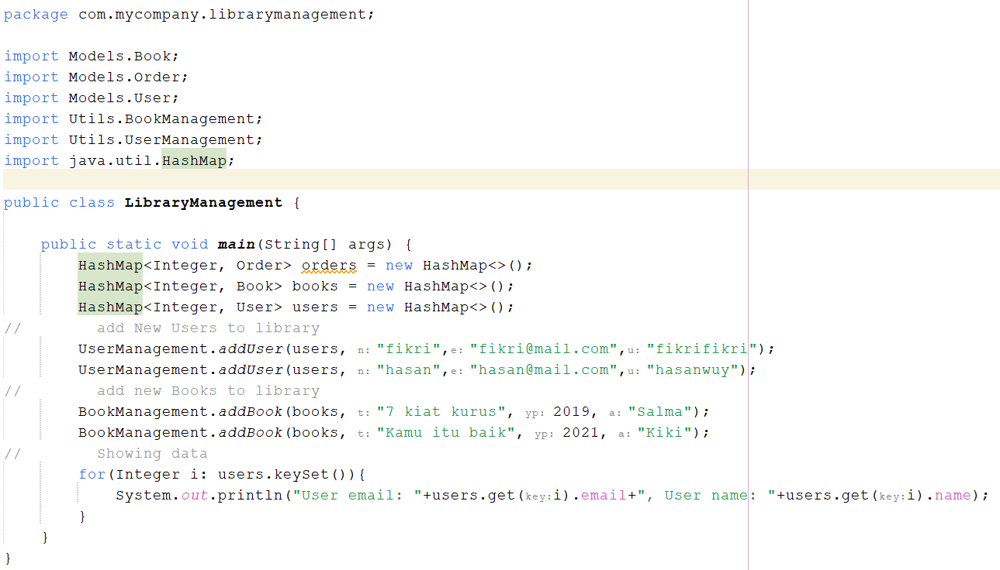 package com.mycompany.librarymanagement;
import Models.Book;
import Models.Order;
import Models.User;
import Utils.BookManagement;
import Utils.UserManagement;
import java.util.HashMap;
public class LibraryManagement {
    public static void main(String[] args) {
        HashMap<Integer, Order> orders = new HashMap<>();
        HashMap<Integer, Book> books = new HashMap<>();
        HashMap<Integer, User> users = new HashMap<>();
//        add New Users to library
        UserManagement.addUser(users, n: "fikri",e: "fikri@mail.com",u: "fikrifikri");
        UserManagement.addUser(users, n: "hasan",e: "hasan@mail.com",u: "hasanwuy");
//        add new Books to library
        BookManagement.addBook(books, t: "7 kiat kurus", yp: 2019, a: "Salma");
        BookManagement.addBook(books, t: "Kamu itu baik", yp: 2021, a: "Kiki");
//        Showing data
        for(Integer i: users.keySet()){
            System.out.println("User email: "+users.get(key:i).email+", User name: "+users.get(key:i).name);
        }
    }
}